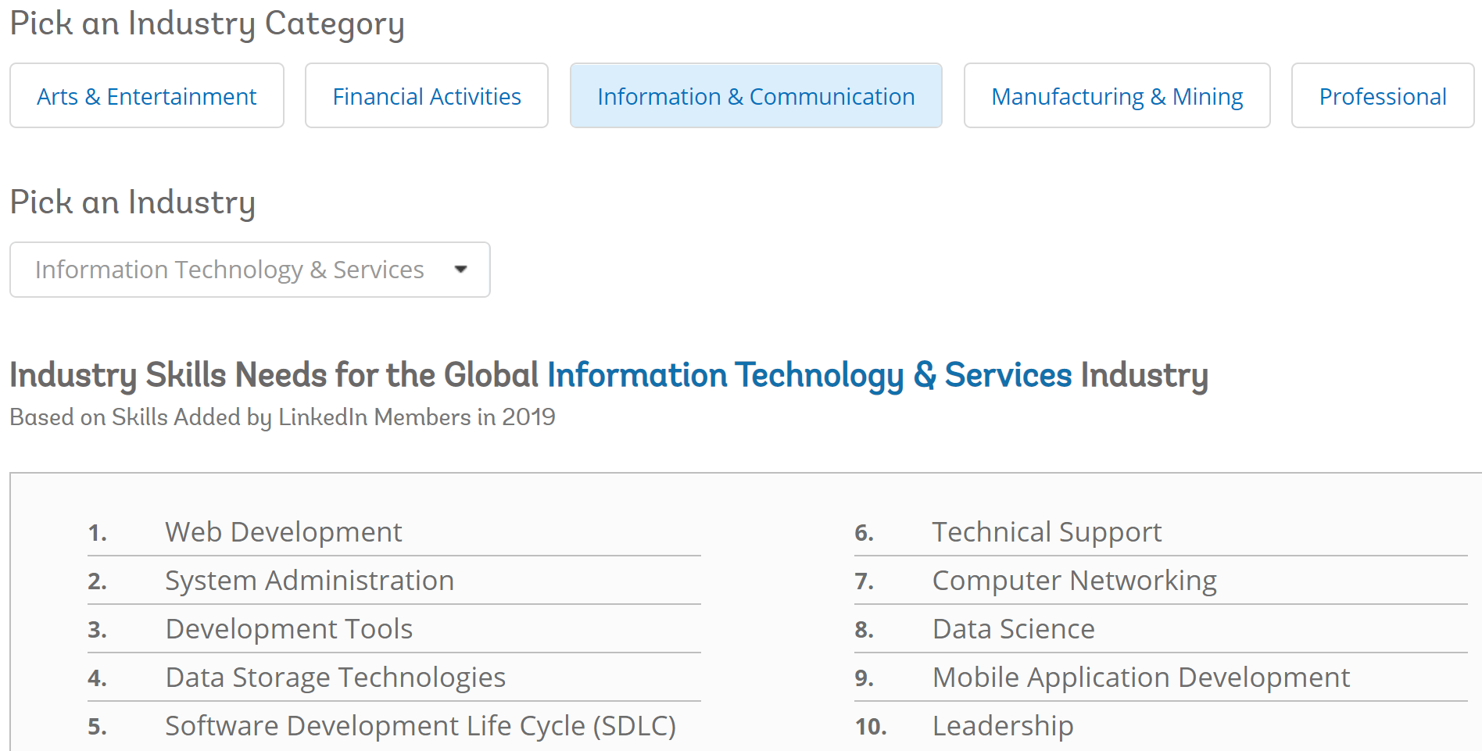 Pick an Industry Category
Arts & Entertainment
Financial Activities
Information & Communication
Manufacturing & Mining
Professional
Pick an Industry
Information Technology & Services
Industry Skills Needs for the Global Information Technology & Services Industry
Based on Skills Added by LinkedIn Members in 2019
1. Web Development
2. System Administration
3. Development Tools
4. Data Storage Technologies
5. Software Development Life Cycle (SDLC)
6. Technical Support
7. Computer Networking
8. Data Science
9. Mobile Application Development
10. Leadership